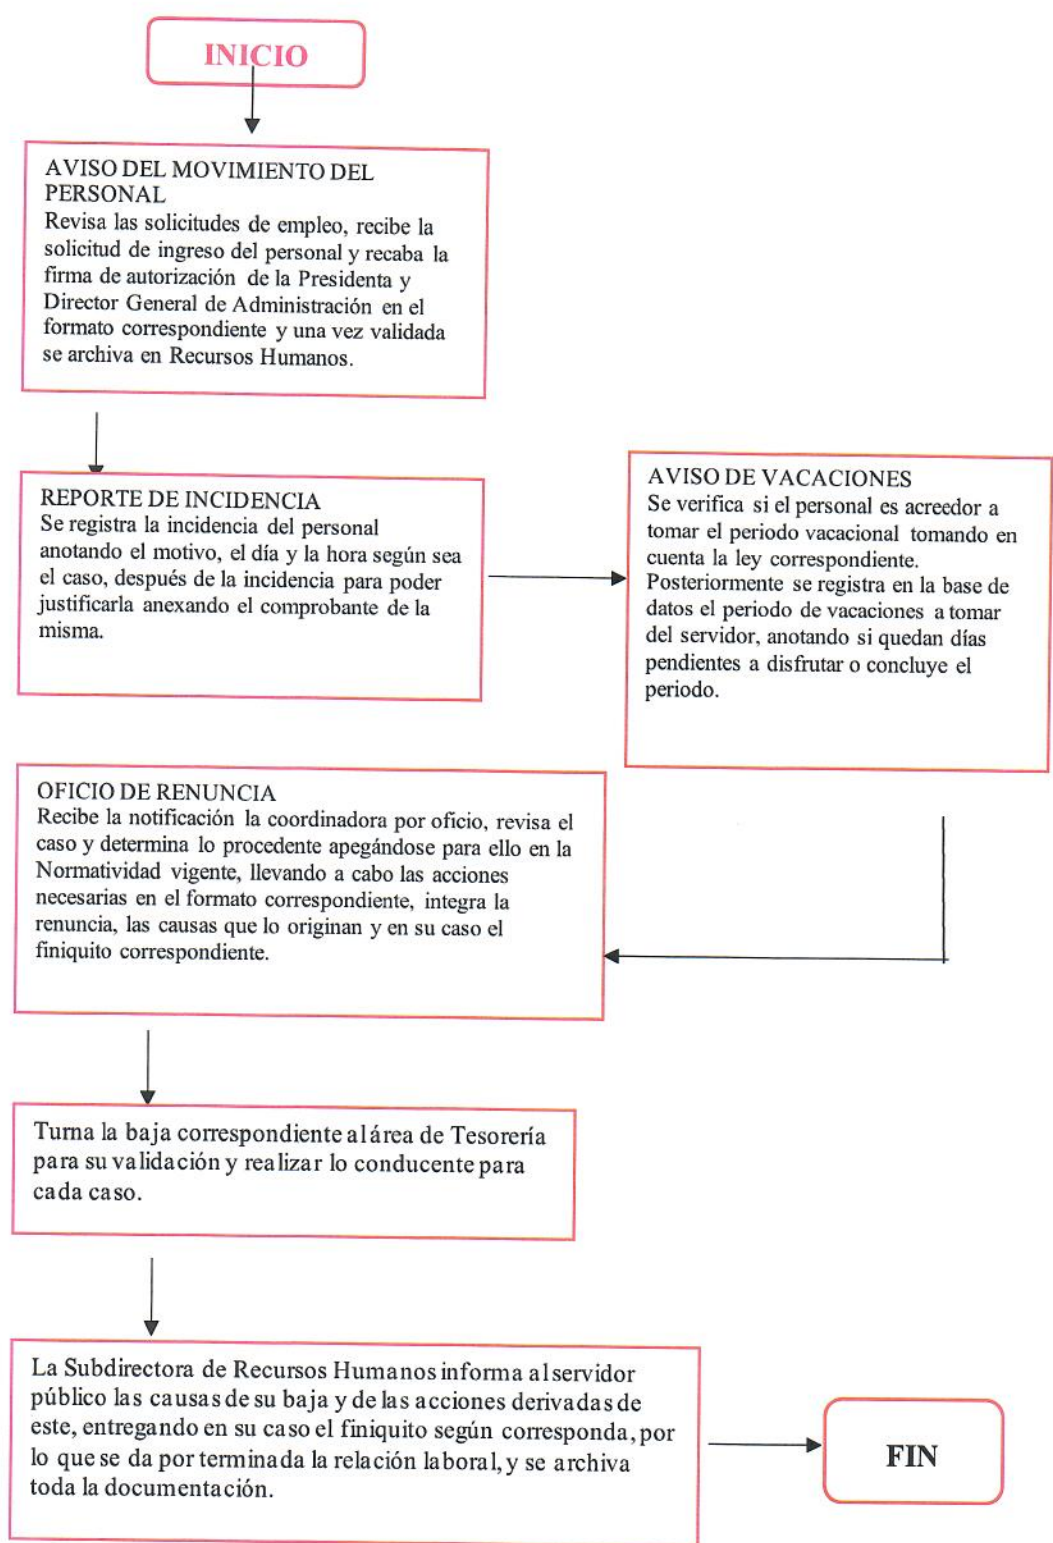 INICIO
AVISO DEL MOVIMIENTO DEL
PERSONAL
Revisa las solicitudes de empleo, recibe la
solicitud de ingreso del personal y recaba la
firma de autorización de la Presidenta y
Director General de Administración en el
formato correspondiente y una vez validada
se archiva en Recursos Humanos.
REPORTE DE INCIDENCIA
Se registra la incidencia del personal
anotando el motivo, el día y la hora según sea
el caso, después de la incidencia para poder
justificarla anexando el comprobante de la
misma.
AVISO DE VACACIONES
Se verifica si el personal es acreedor a
tomar el periodo vacacional tomando en
cuenta la ley correspondiente.
Posteriormente se registra en la base de
datos el periodo de vacaciones a tomar
del servidor, anotando si quedan días
pendientes a disfrutar o concluye el
periodo.
OFICIO DE RENUNCIA
Recibe la notificación la coordinadora por oficio, revisa el
caso y determina lo procedente apegándose para ello en la
Normatividad vigente, llevando a cabo las acciones
necesarias en el formato correspondiente, integra la
renuncia, las causas que lo originan y en su caso el
finiquito correspondiente.
Turna la baja correspondiente al área de Tesorería
para su validación y realizar lo conducente para
cada caso.
La Subdirectora de Recursos Humanos informa al servidor
público las causas de su baja y de las acciones derivadas de
este, entregando en su caso el finiquito según corresponda, por
lo que se da por terminada la relación laboral, y se archiva
toda la documentación.
FIN